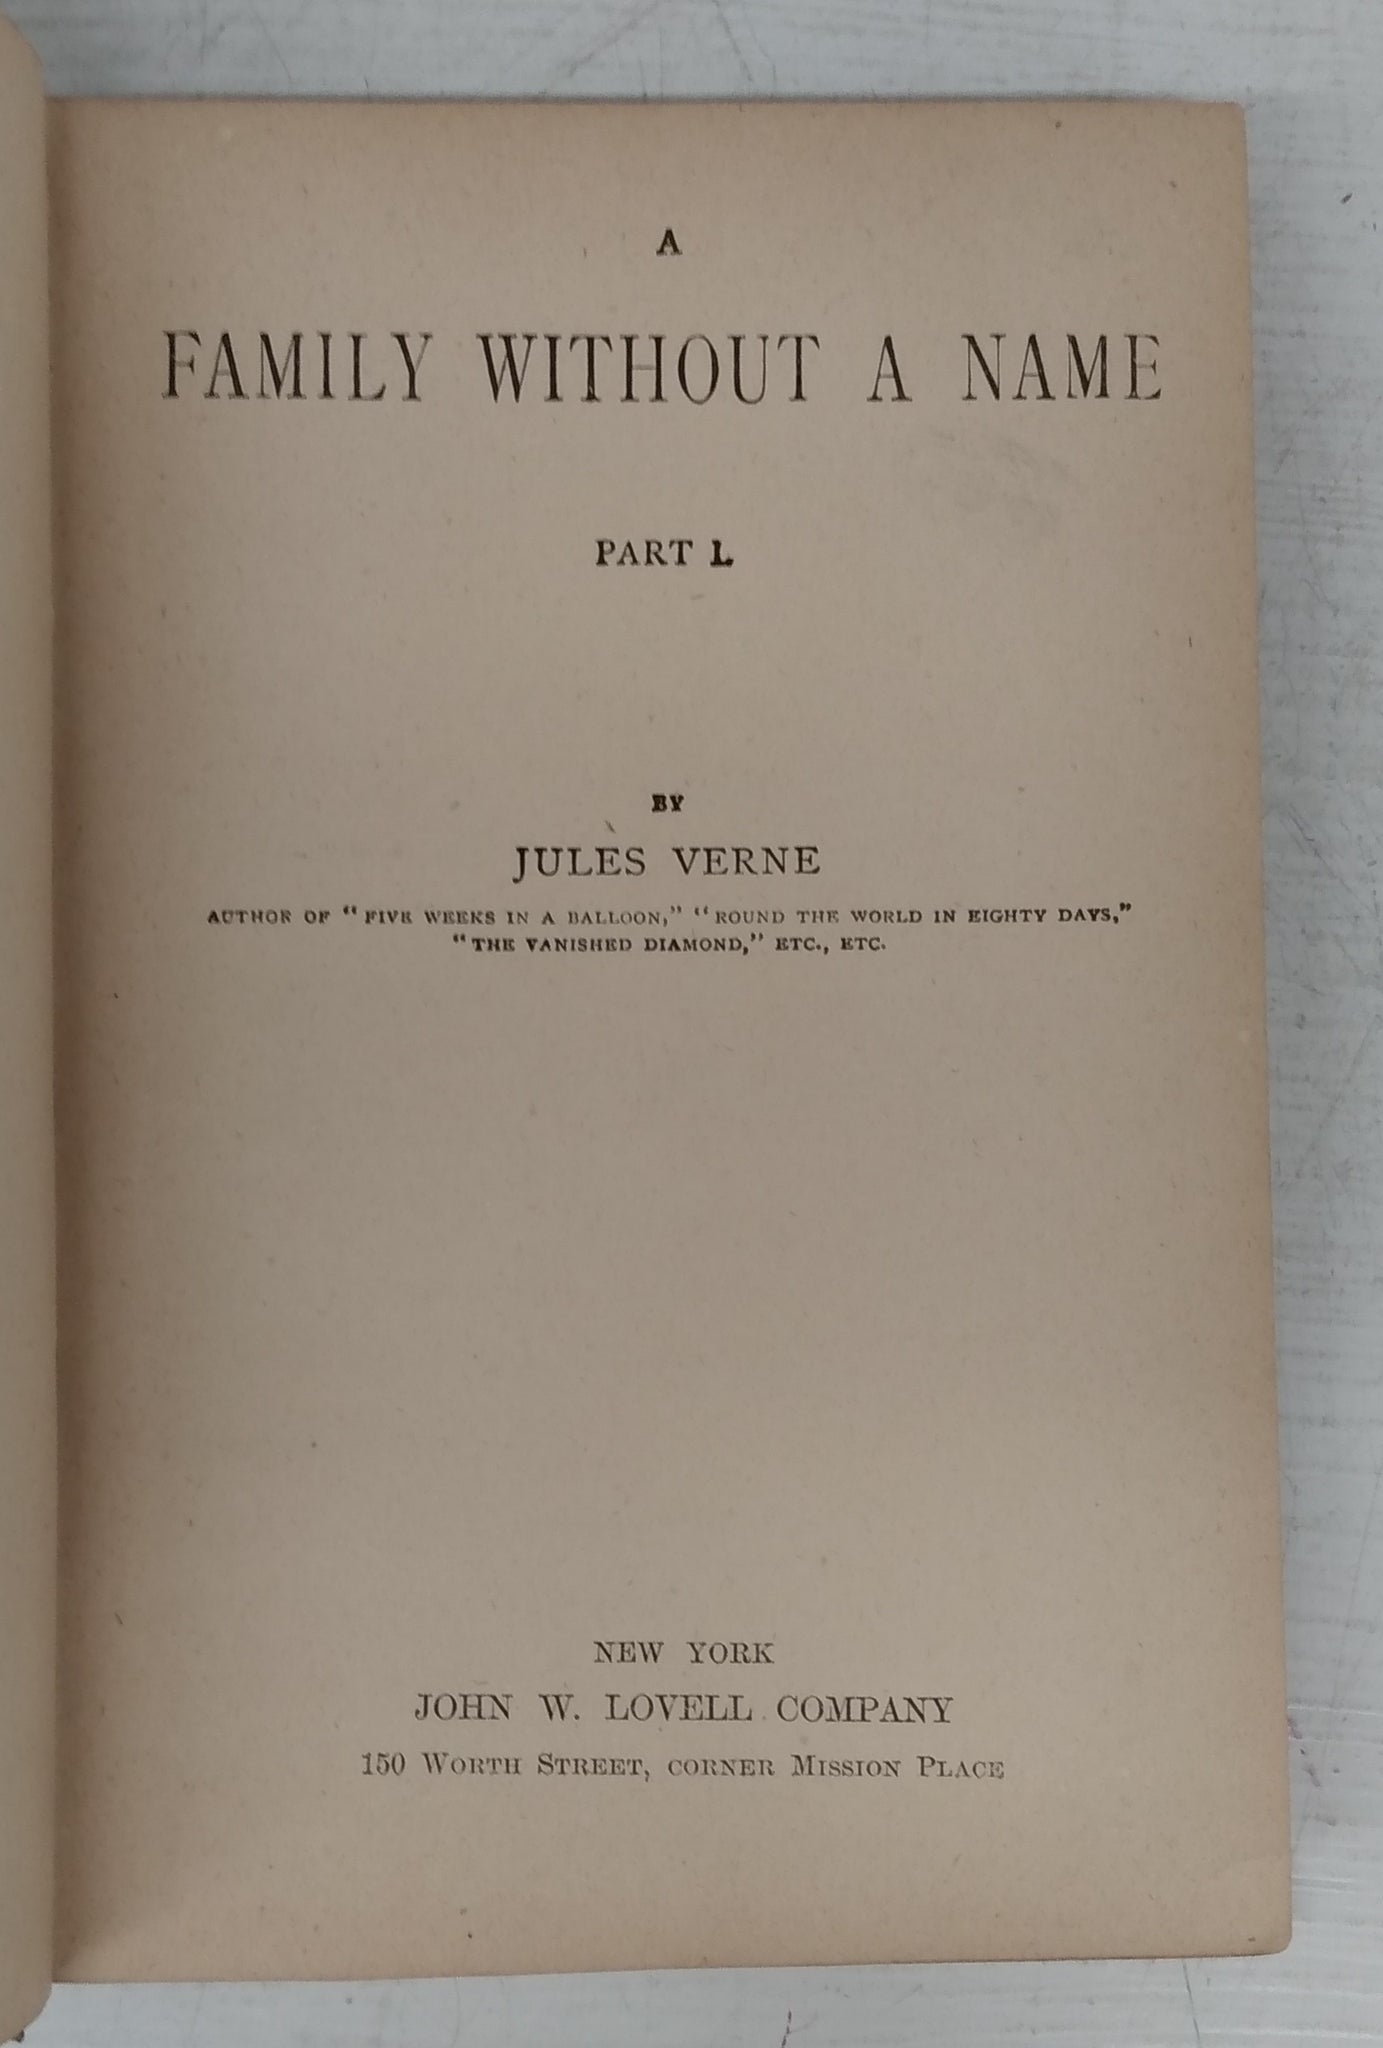 A
FAMILY WITHOUT A NAME
PART I.
BY
JULES VERNE
AUTHOR OF "FIVE WEEKS IN A BALLOON," "ROUND THE WORLD IN EIGHTY DAYS,"
"THE VANISHED DIAMOND," ETC., ETC.
NEW YORK
JOHN W. LOVELL COMPANY
150 WORTH STREET, CORNER MISSION PLACE